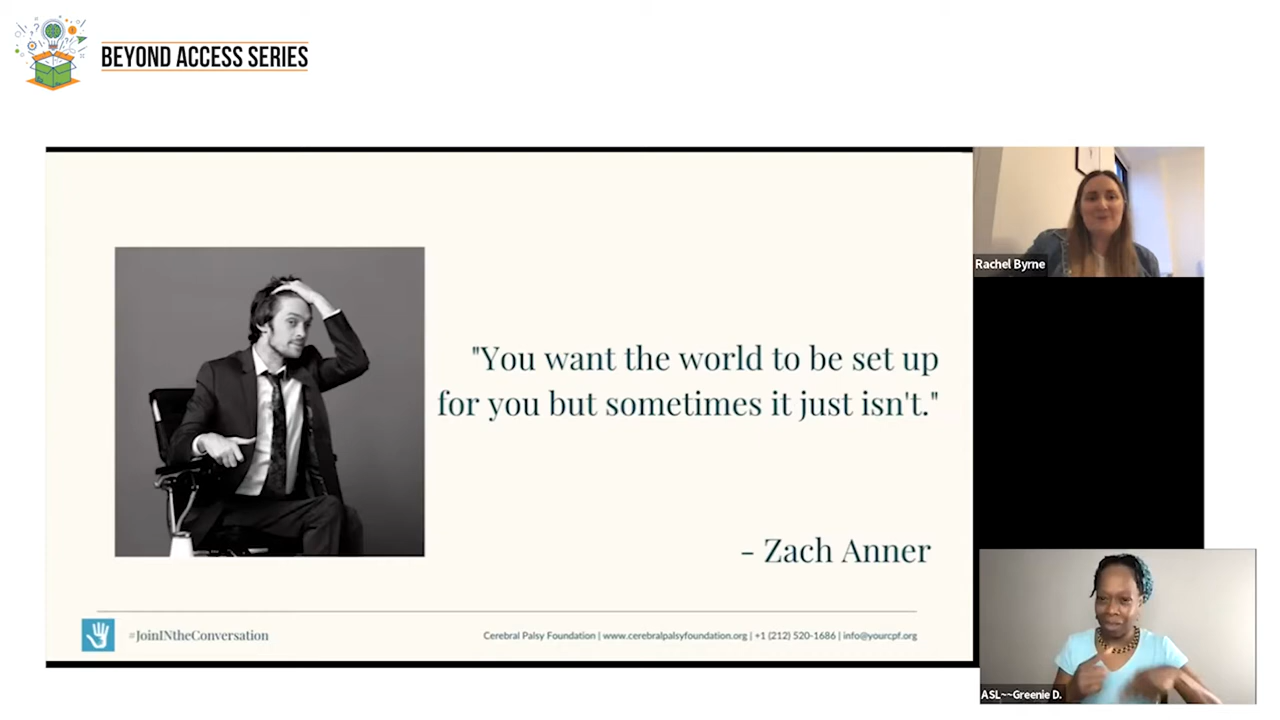 BEYOND ACCESS SERIES
"You want the world to be set up
for you but sometimes it just isn't."
- Zach Anner
#JoinINtheConversation
Cerebral Palsy Foundation | www.cerebralpalsyfoundation.org | +1 (212) 520-1686 | info@yourcpf.org
Rachel Byrne
ASL~~Greenie D.